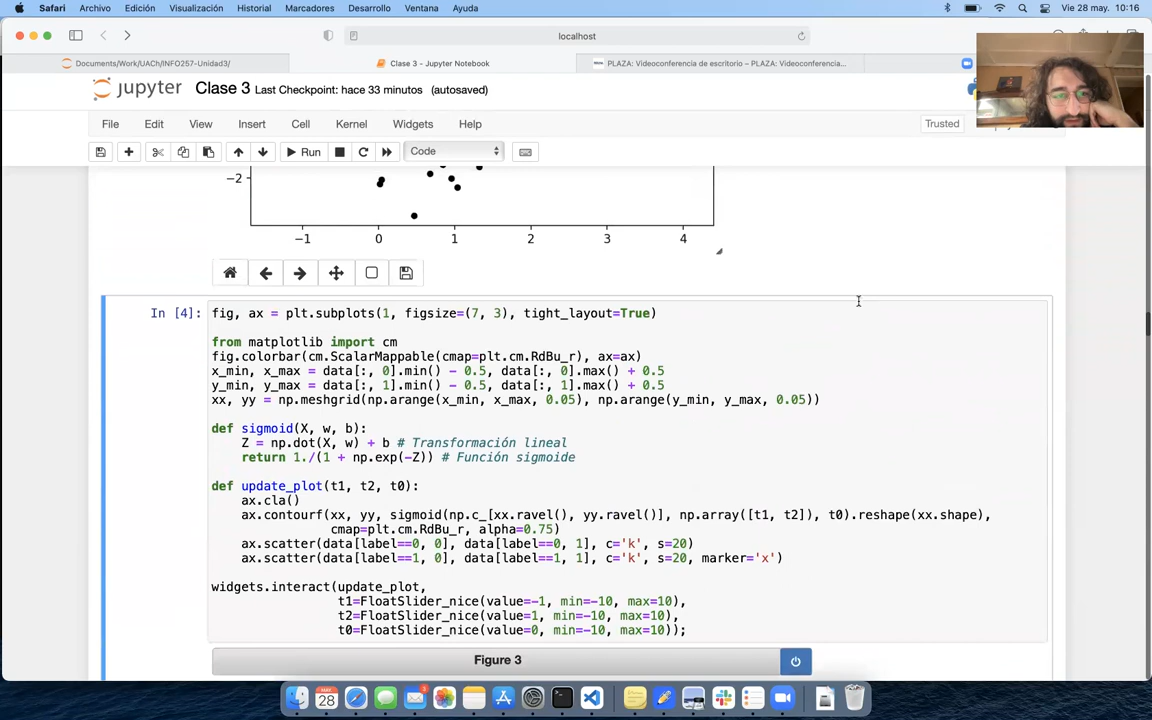 Safari Archivo Edición Visualización Historial Marcadores Desarrollo Ventana Ayuda Vie 28 may. 10:16
localhost
Documents/Work/UACh/INFO257-Unidad3/ Clase 3 - Jupyter Notebook PLAZA: Videoconferencia de escritorio – PLAZA: Videoconferencia...
jupyter Clase 3 Last Checkpoint: hace 33 minutos (autosaved)
File Edit View Insert Cell Kernel Widgets Help Trusted
Run Code
−2
−1 0 1 2 3 4
In [4]: fig, ax = plt.subplots(1, figsize=(7, 3), tight_layout=True)
from matplotlib import cm
fig.colorbar(cm.ScalarMappable(cmap=plt.cm.RdBu_r), ax=ax)
x_min, x_max = data[:, 0].min() - 0.5, data[:, 0].max() + 0.5
y_min, y_max = data[:, 1].min() - 0.5, data[:, 1].max() + 0.5
xx, yy = np.meshgrid(np.arange(x_min, x_max, 0.05), np.arange(y_min, y_max, 0.05))
def sigmoid(X, w, b):
    Z = np.dot(X, w) + b # Transformación lineal
    return 1./(1 + np.exp(-Z)) # Función sigmoide
def update_plot(t1, t2, t0):
    ax.cla()
    ax.contourf(xx, yy, sigmoid(np.c_[xx.ravel(), yy.ravel()], np.array([t1, t2]), t0).reshape(xx.shape),
                cmap=plt.cm.RdBu_r, alpha=0.75)
    ax.scatter(data[label==0, 0], data[label==0, 1], c='k', s=20)
    ax.scatter(data[label==1, 0], data[label==1, 1], c='k', s=20, marker='x')
widgets.interact(update_plot,
                 t1=FloatSlider_nice(value=-1, min=-10, max=10),
                 t2=FloatSlider_nice(value=1, min=-10, max=10),
                 t0=FloatSlider_nice(value=0, min=-10, max=10));
Figure 3